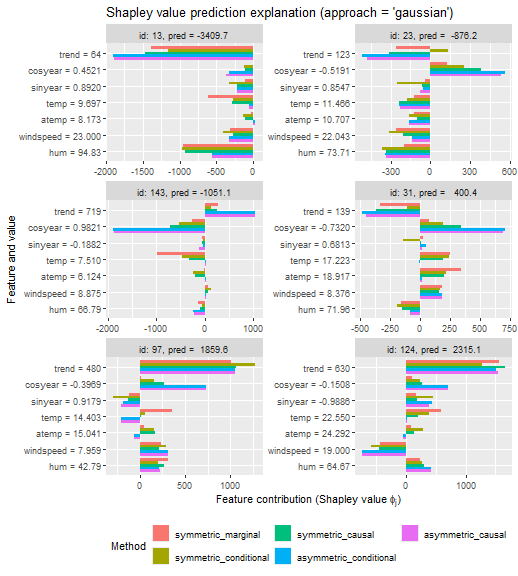 Shapley value prediction explanation (approach = 'gaussian')
id: 13, pred = -3409.7
id: 23, pred = -876.2
trend = 64
cosyear = 0.4521
sinyear = 0.8920
temp = 9.697
atemp = 8.173
windspeed = 23.000
hum = 94.83
-2000 -1500 -1000 -500 0
trend = 123
cosyear = -0.5191
sinyear = 0.8547
temp = 11.466
atemp = 10.707
windspeed = 22.043
hum = 73.71
-300 0 300 600
id: 143, pred = -1051.1
id: 31, pred = 400.4
trend = 719
cosyear = 0.9821
sinyear = -0.1882
temp = 7.510
atemp = 6.124
windspeed = 8.875
hum = 66.79
-2000 -1000 0 1000
trend = 139
cosyear = -0.7320
sinyear = 0.6813
temp = 17.223
atemp = 18.917
windspeed = 8.376
hum = 71.96
-500 -250 0 250 500 750
id: 97, pred = 1859.6
id: 124, pred = 2315.1
trend = 480
cosyear = -0.3969
sinyear = 0.9179
temp = 14.403
atemp = 15.041
windspeed = 7.959
hum = 42.79
0 500 1000
trend = 630
cosyear = -0.1508
sinyear = -0.9886
temp = 22.550
atemp = 24.292
windspeed = 19.000
hum = 64.67
0 1000
Feature and value
Feature contribution (Shapley value ϕj)
Method
symmetric_marginal
symmetric_causal
asymmetric_causal
symmetric_conditional
asymmetric_conditional